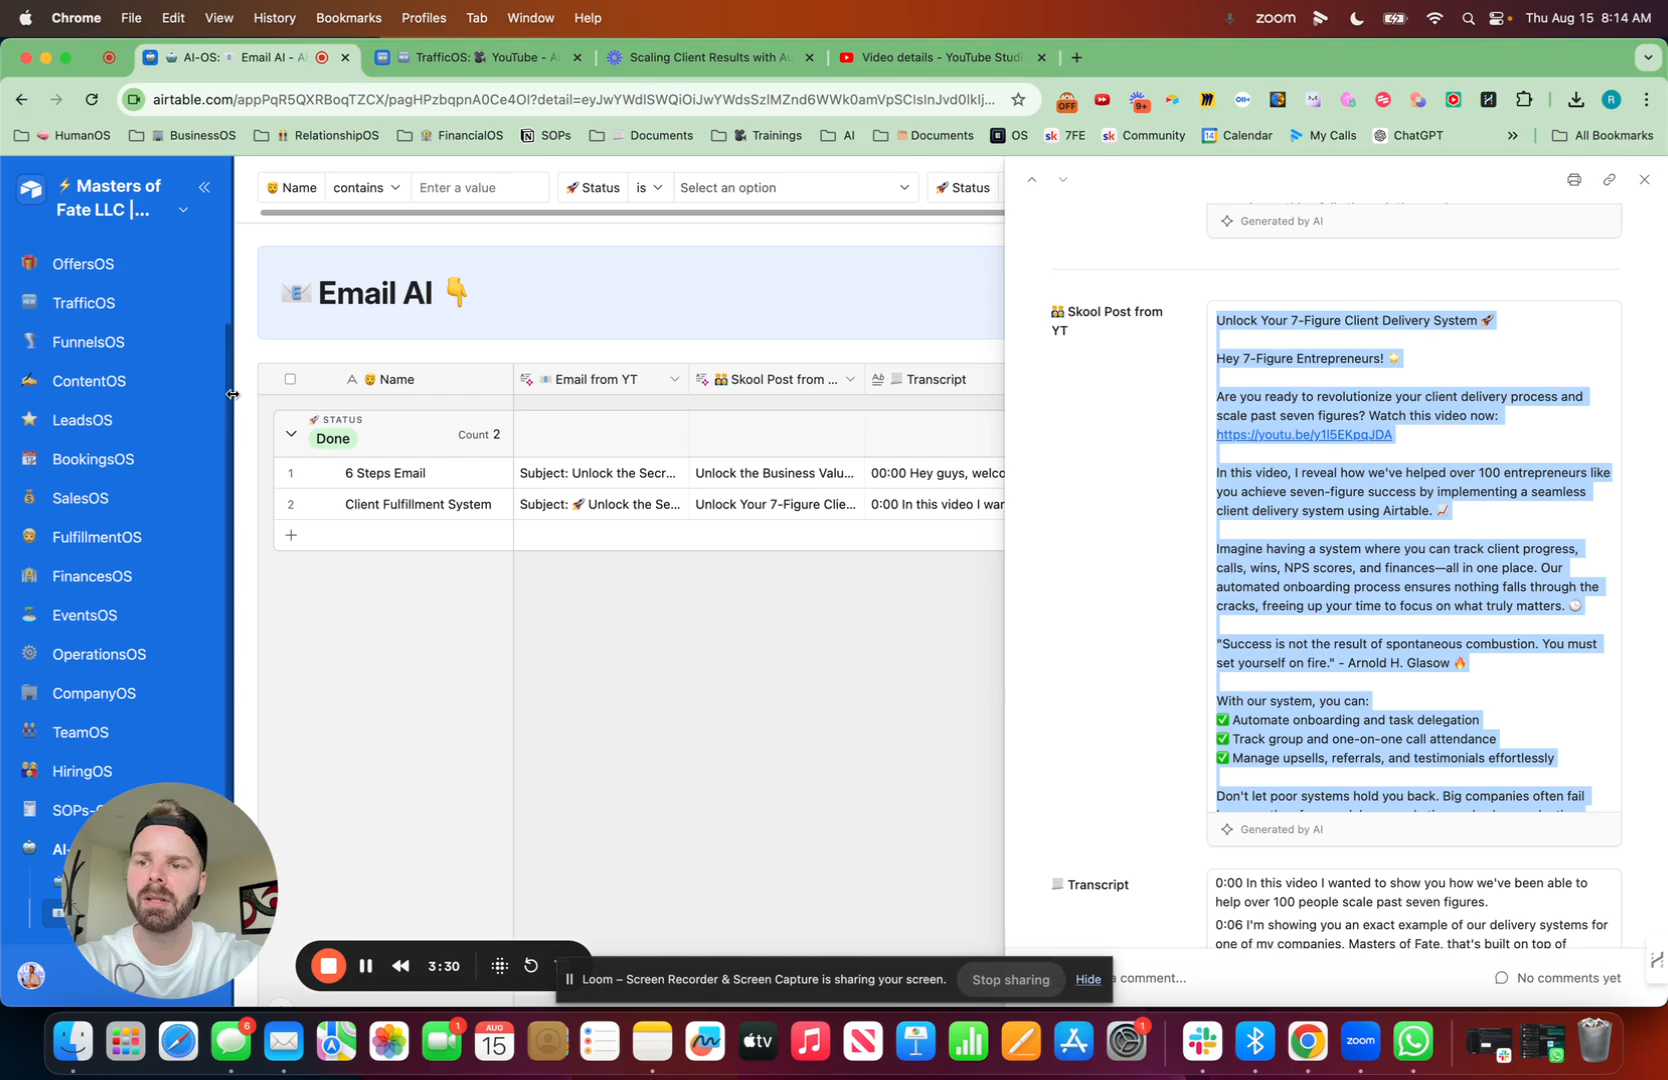 Chrome File Edit View History Bookmarks Profiles Tab Window Help
zoom Thu Aug 15 8:14 AM
AI-OS: Email AI - A
TrafficOS: YouTube - A
Scaling Client Results with Au
Video details - YouTube Studi
airtable.com/appPqR5QXRBoqTZCX/pagHPzbqpnA0Ce4OI?detail=eyJwYWdlSWQiOiJwYWdsSzlMZnd6WWk0amVpSClsInJvd0lkIj...
OFF
9+
R
HumanOS BusinessOS RelationshipOS FinancialOS SOPs Documents Trainings AI Documents OS sk 7FE sk Community 14 Calendar My Calls ChatGPT » All Bookmarks
⚡ Masters of
Fate LLC |...
OffersOS
TrafficOS
FunnelsOS
ContentOS
LeadsOS
BookingsOS
SalesOS
FulfillmentOS
FinancesOS
EventsOS
OperationsOS
CompanyOS
TeamOS
HiringOS
SOPs-
AI-
Name contains Enter a value Status is Select an option Status
📧 Email AI 👇
Name Email from YT Skool Post from ... Transcript
STATUS
Done Count 2
1 6 Steps Email Subject: Unlock the Secr... Unlock the Business Valu... 00:00 Hey guys, welco
2 Client Fulfillment System Subject: 🚀 Unlock the Se... Unlock Your 7-Figure Clie... 0:00 In this video I war
+
Generated by AI
Skool Post from
YT
Unlock Your 7-Figure Client Delivery System 🚀
Hey 7-Figure Entrepreneurs! 🌟
Are you ready to revolutionize your client delivery process and
scale past seven figures? Watch this video now:
https://youtu.be/y1I5EKpqJDA
In this video, I reveal how we've helped over 100 entrepreneurs like
you achieve seven-figure success by implementing a seamless
client delivery system using Airtable. 📈
Imagine having a system where you can track client progress,
calls, wins, NPS scores, and finances—all in one place. Our
automated onboarding process ensures nothing falls through the
cracks, freeing up your time to focus on what truly matters. 🕒
"Success is not the result of spontaneous combustion. You must
set yourself on fire." - Arnold H. Glasow 🔥
With our system, you can:
✅ Automate onboarding and task delegation
✅ Track group and one-on-one call attendance
✅ Manage upsells, referrals, and testimonials effortlessly
Don't let poor systems hold you back. Big companies often fail
Generated by AI
Transcript
0:00 In this video I wanted to show you how we've been able to
help over 100 people scale past seven figures.
0:06 I'm showing you an exact example of our delivery systems for
one of my companies, Masters of Fate, that's built on top of
a comment...
No comments yet
3:30
Loom – Screen Recorder & Screen Capture is sharing your screen. Stop sharing Hide
6
1
AUG
15
tv
1
zoom